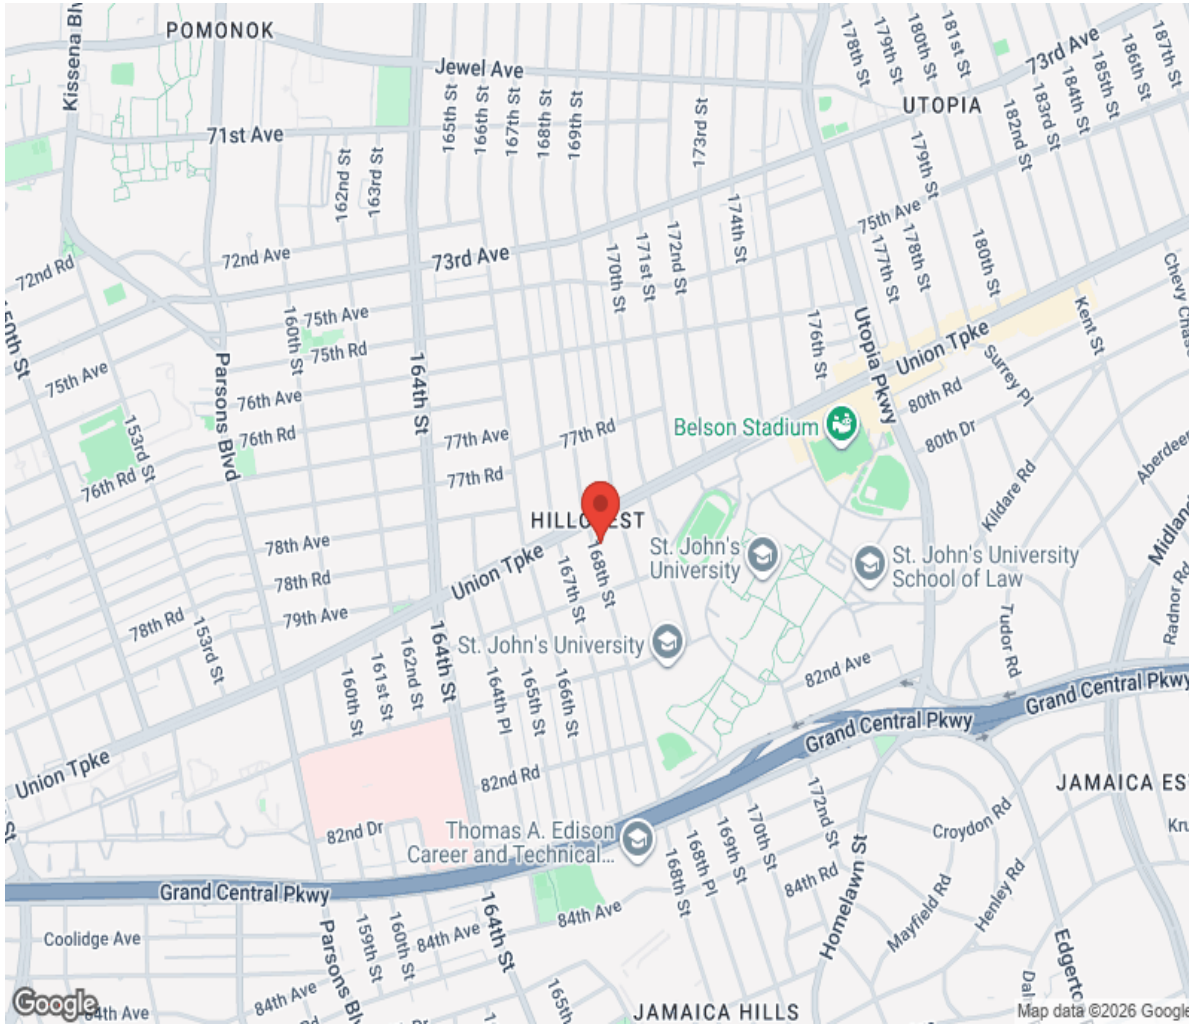 POMONOK
Kissena Blv
Jewel Ave
71st Ave
165th St
166th St
167th St
168th St
169th St
173rd St
178th St
179th St
180th St
181st St
73rd Ave
UTOPIA
182nd St
183rd St
184th St
185th St
186th St
187th St
162nd St
163rd St
179th St
72nd Ave
73rd Ave
72nd Rd
170th St
171st St
172nd St
174th St
75th Ave
177th St
178th St
180th St
Chevy Chas
50th St
160th St
75th Ave
75th Rd
75th Ave
Parsons Blvd
164th St
176th St
Utopia Pkwy
Union Tpke
Kent St
Surrey Pl
80th Rd
80th Dr
76th Ave
76th Rd
153rd St
76th Rd
77th Ave
77th Rd
77th Rd
Belson Stadium
Kildare Rd
Aberdeen
Midlan
HILLCREST
78th Ave
78th Rd
79th Ave
78th Rd
153rd St
Union Tpke
167th St
168th St
St. John's
University
St. John's University
School of Law
Radnor Rd
Tudor Rd
St. John's University
82nd Ave
160th St
161st St
162nd St
164th St
164th Pl
165th St
166th St
Grand Central Pkwy
Grand Central Pkwy
Union Tpke
82nd Rd
82nd Dr
JAMAICA ES
Thomas A. Edison
Career and Technical...
168th St
168th Pl
169th St
170th St
172nd St
Croydon Rd
Kru
84th Rd
Homelawn St
Mayfield Rd
Henley Rd
Grand Central Pkwy
Coolidge Ave
Parsons Blv
159th St
160th St
84th Ave
164th St
84th Ave
165th
Edgerto
Dal
84th Ave
84th Ave
JAMAICA HILLS
Google
Map data ©2026 Google